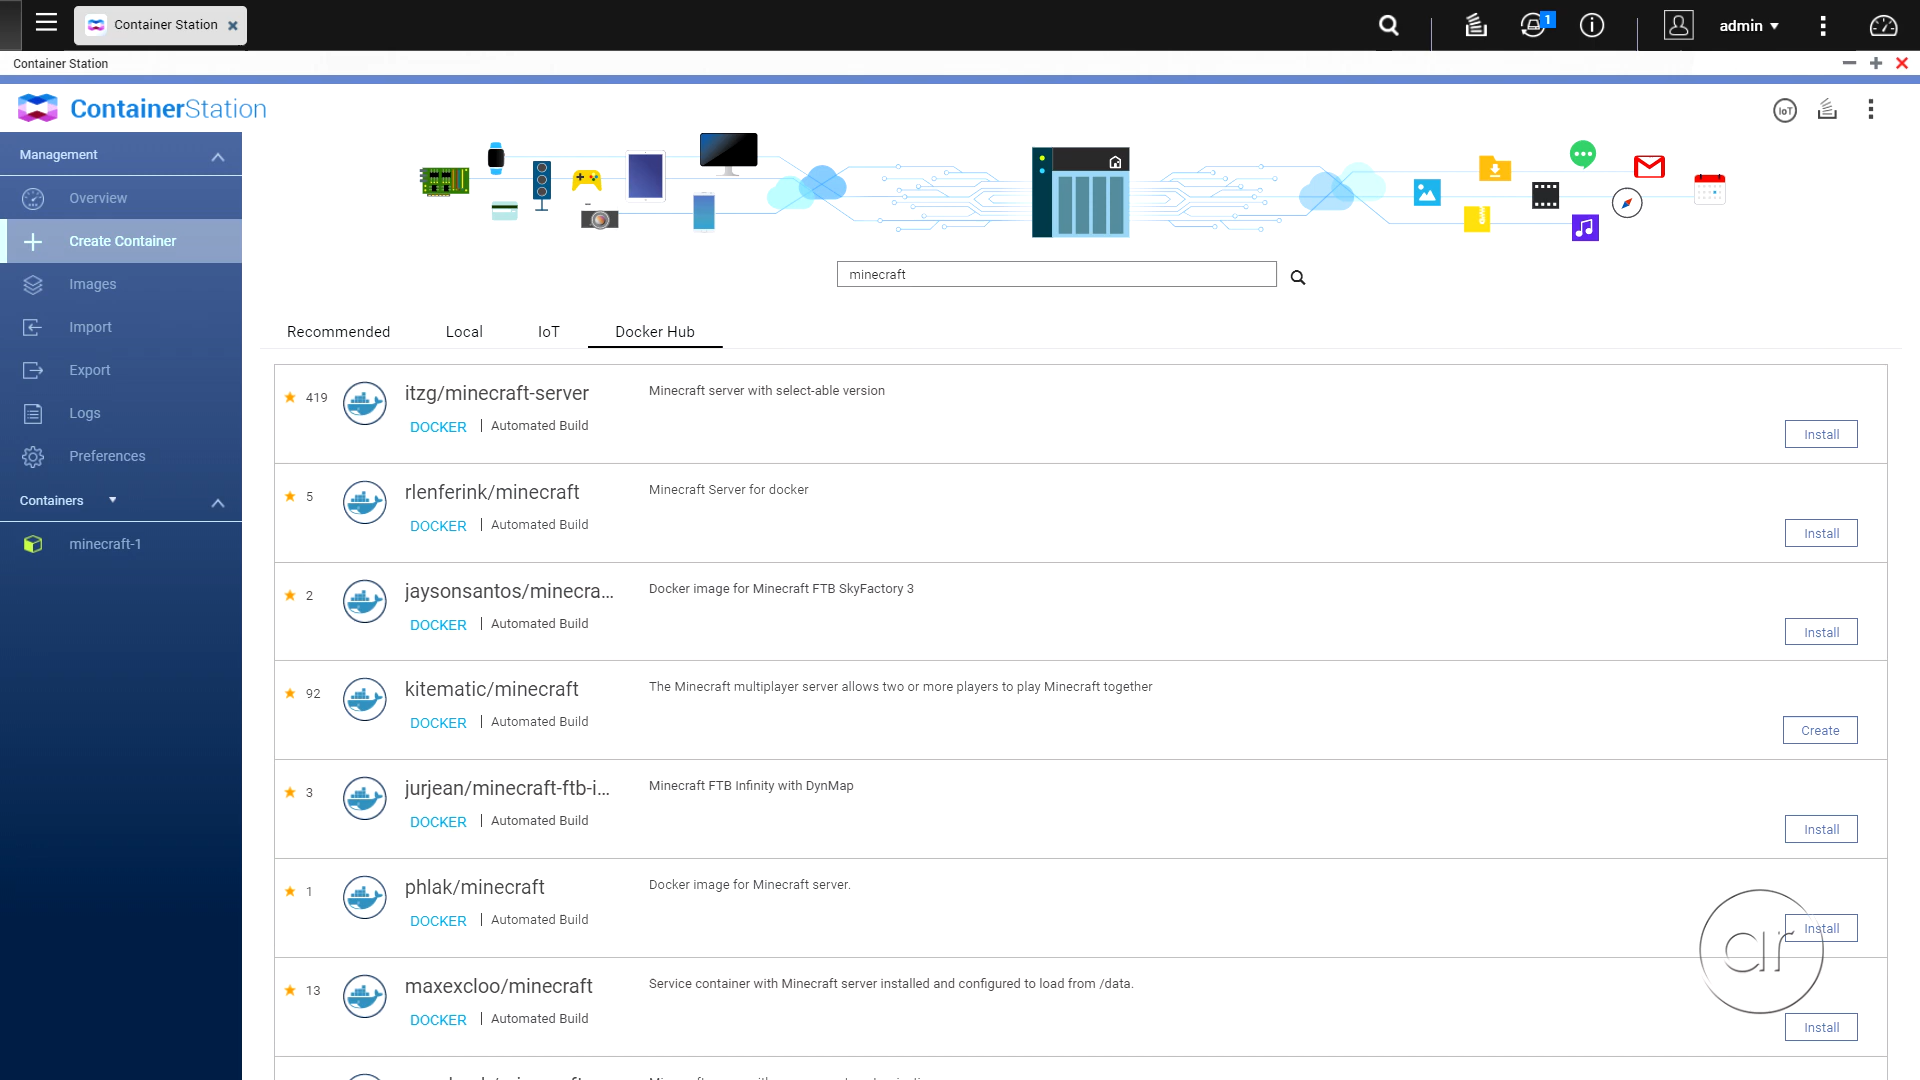 Container Station
1
admin
Container Station
ContainerStation
IoT
Management
Overview
Create Container
Images
Import
Export
Logs
Preferences
Containers
minecraft-1
minecraft
Recommended Local IoT Docker Hub
419 itzg/minecraft-server Minecraft server with select-able version
DOCKER | Automated Build
Install
5 rlenferink/minecraft Minecraft Server for docker
DOCKER | Automated Build
Install
2 jaysonsantos/minecra... Docker image for Minecraft FTB SkyFactory 3
DOCKER | Automated Build
Install
92 kitematic/minecraft The Minecraft multiplayer server allows two or more players to play Minecraft together
DOCKER | Automated Build
Create
3 jurjean/minecraft-ftb-i... Minecraft FTB Infinity with DynMap
DOCKER | Automated Build
Install
1 phlak/minecraft Docker image for Minecraft server.
DOCKER | Automated Build
Install
ar
13 maxexcloo/minecraft Service container with Minecraft server installed and configured to load from /data.
DOCKER | Automated Build
Install